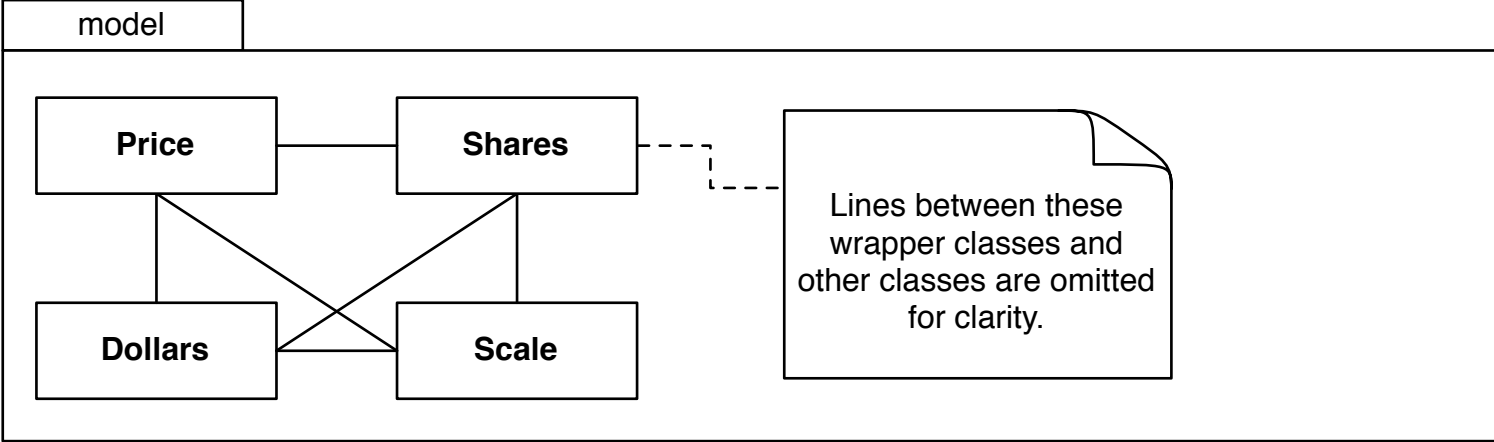 model
Price
Shares
Dollars
Scale
Lines between these
wrapper classes and
other classes are omitted
for clarity.